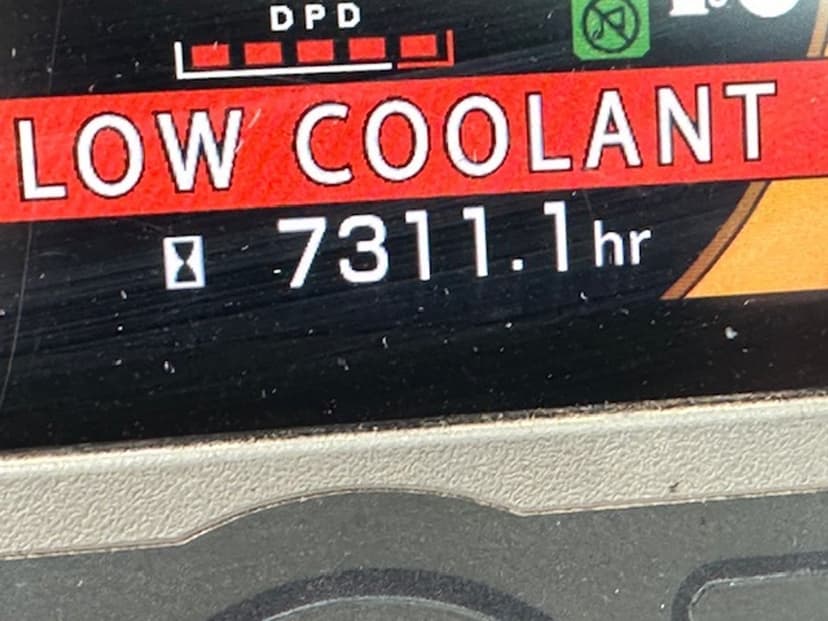 DPD
LOW COOLANT
7311.1hr